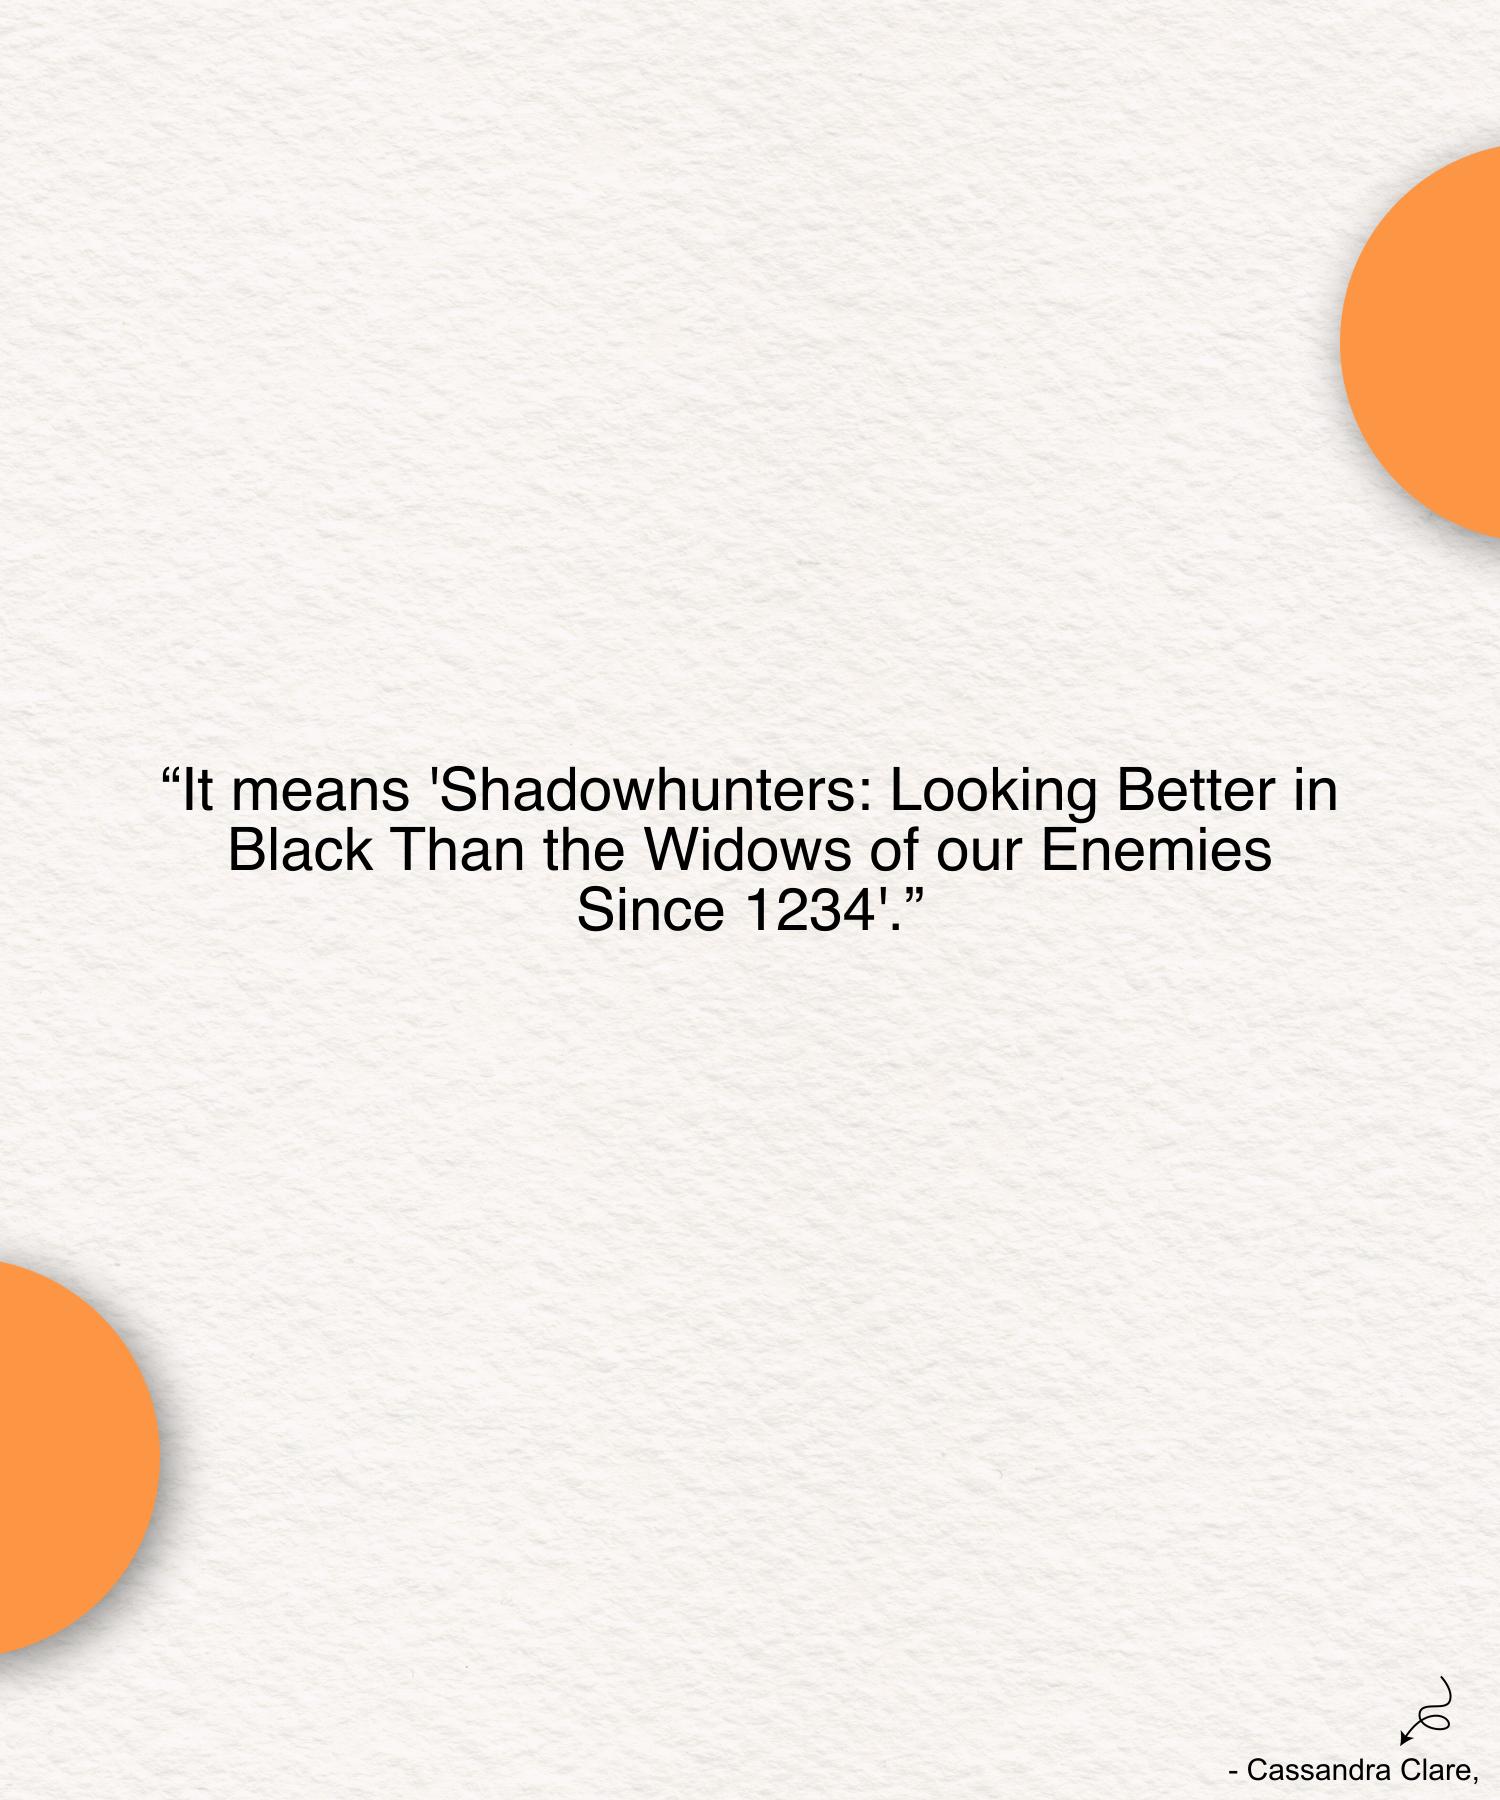 “It means 'Shadowhunters: Looking Better in
Black Than the Widows of our Enemies
Since 1234'.”
- Cassandra Clare,